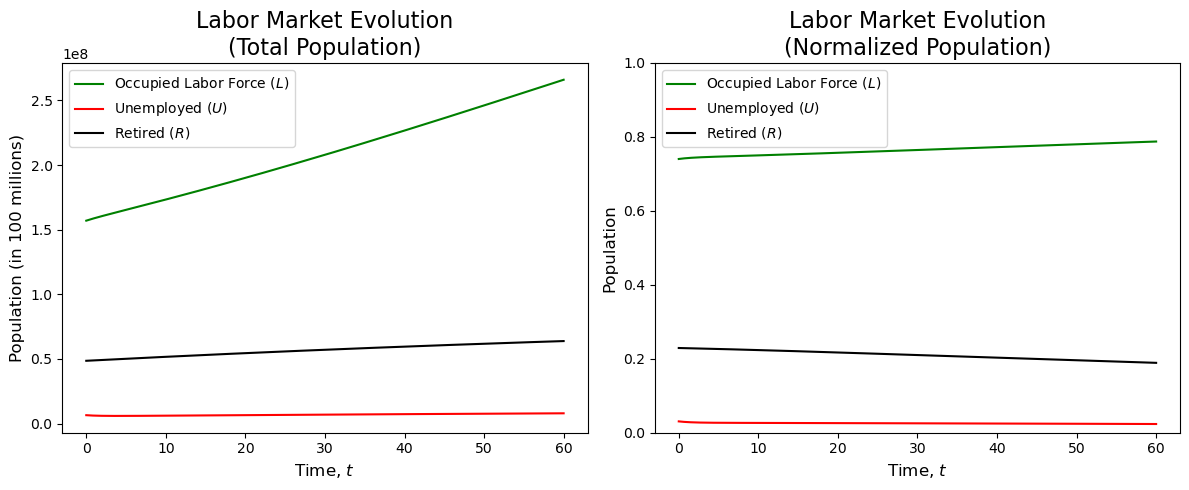 Labor Market Evolution
(Total Population)
1e8
Occupied Labor Force (L)
Unemployed (U)
Retired (R)
2.5
2.0
1.5
1.0
0.5
0.0
Population (in 100 millions)
0 10 20 30 40 50 60
Time, t
Labor Market Evolution
(Normalized Population)
Occupied Labor Force (L)
Unemployed (U)
Retired (R)
1.0
0.8
0.6
0.4
0.2
0.0
Population
0 10 20 30 40 50 60
Time, t